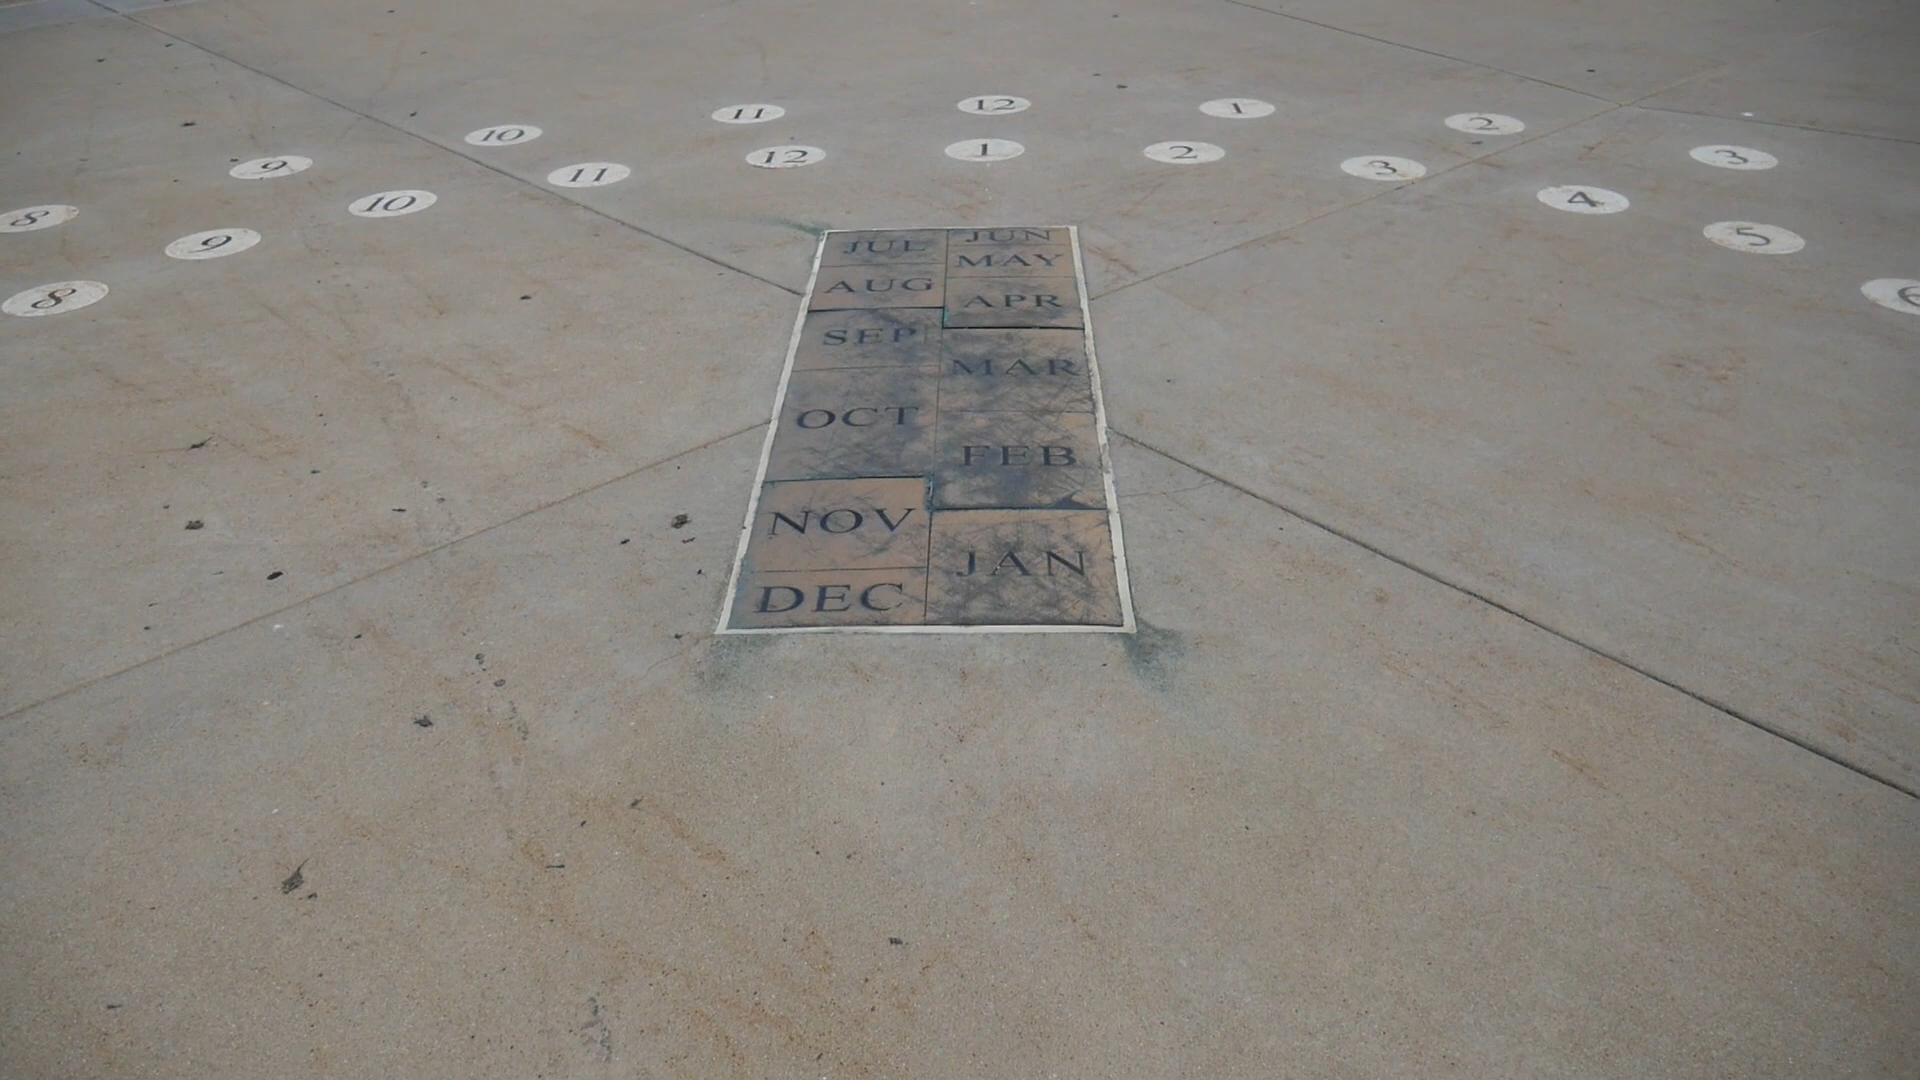 11 12 1
10 2
9 11 12 1 2 3 3
8 10 4
9 5
8 6
JUL JUN
MAY
AUG APR
SEP MAR
OCT FEB
NOV JAN
DEC